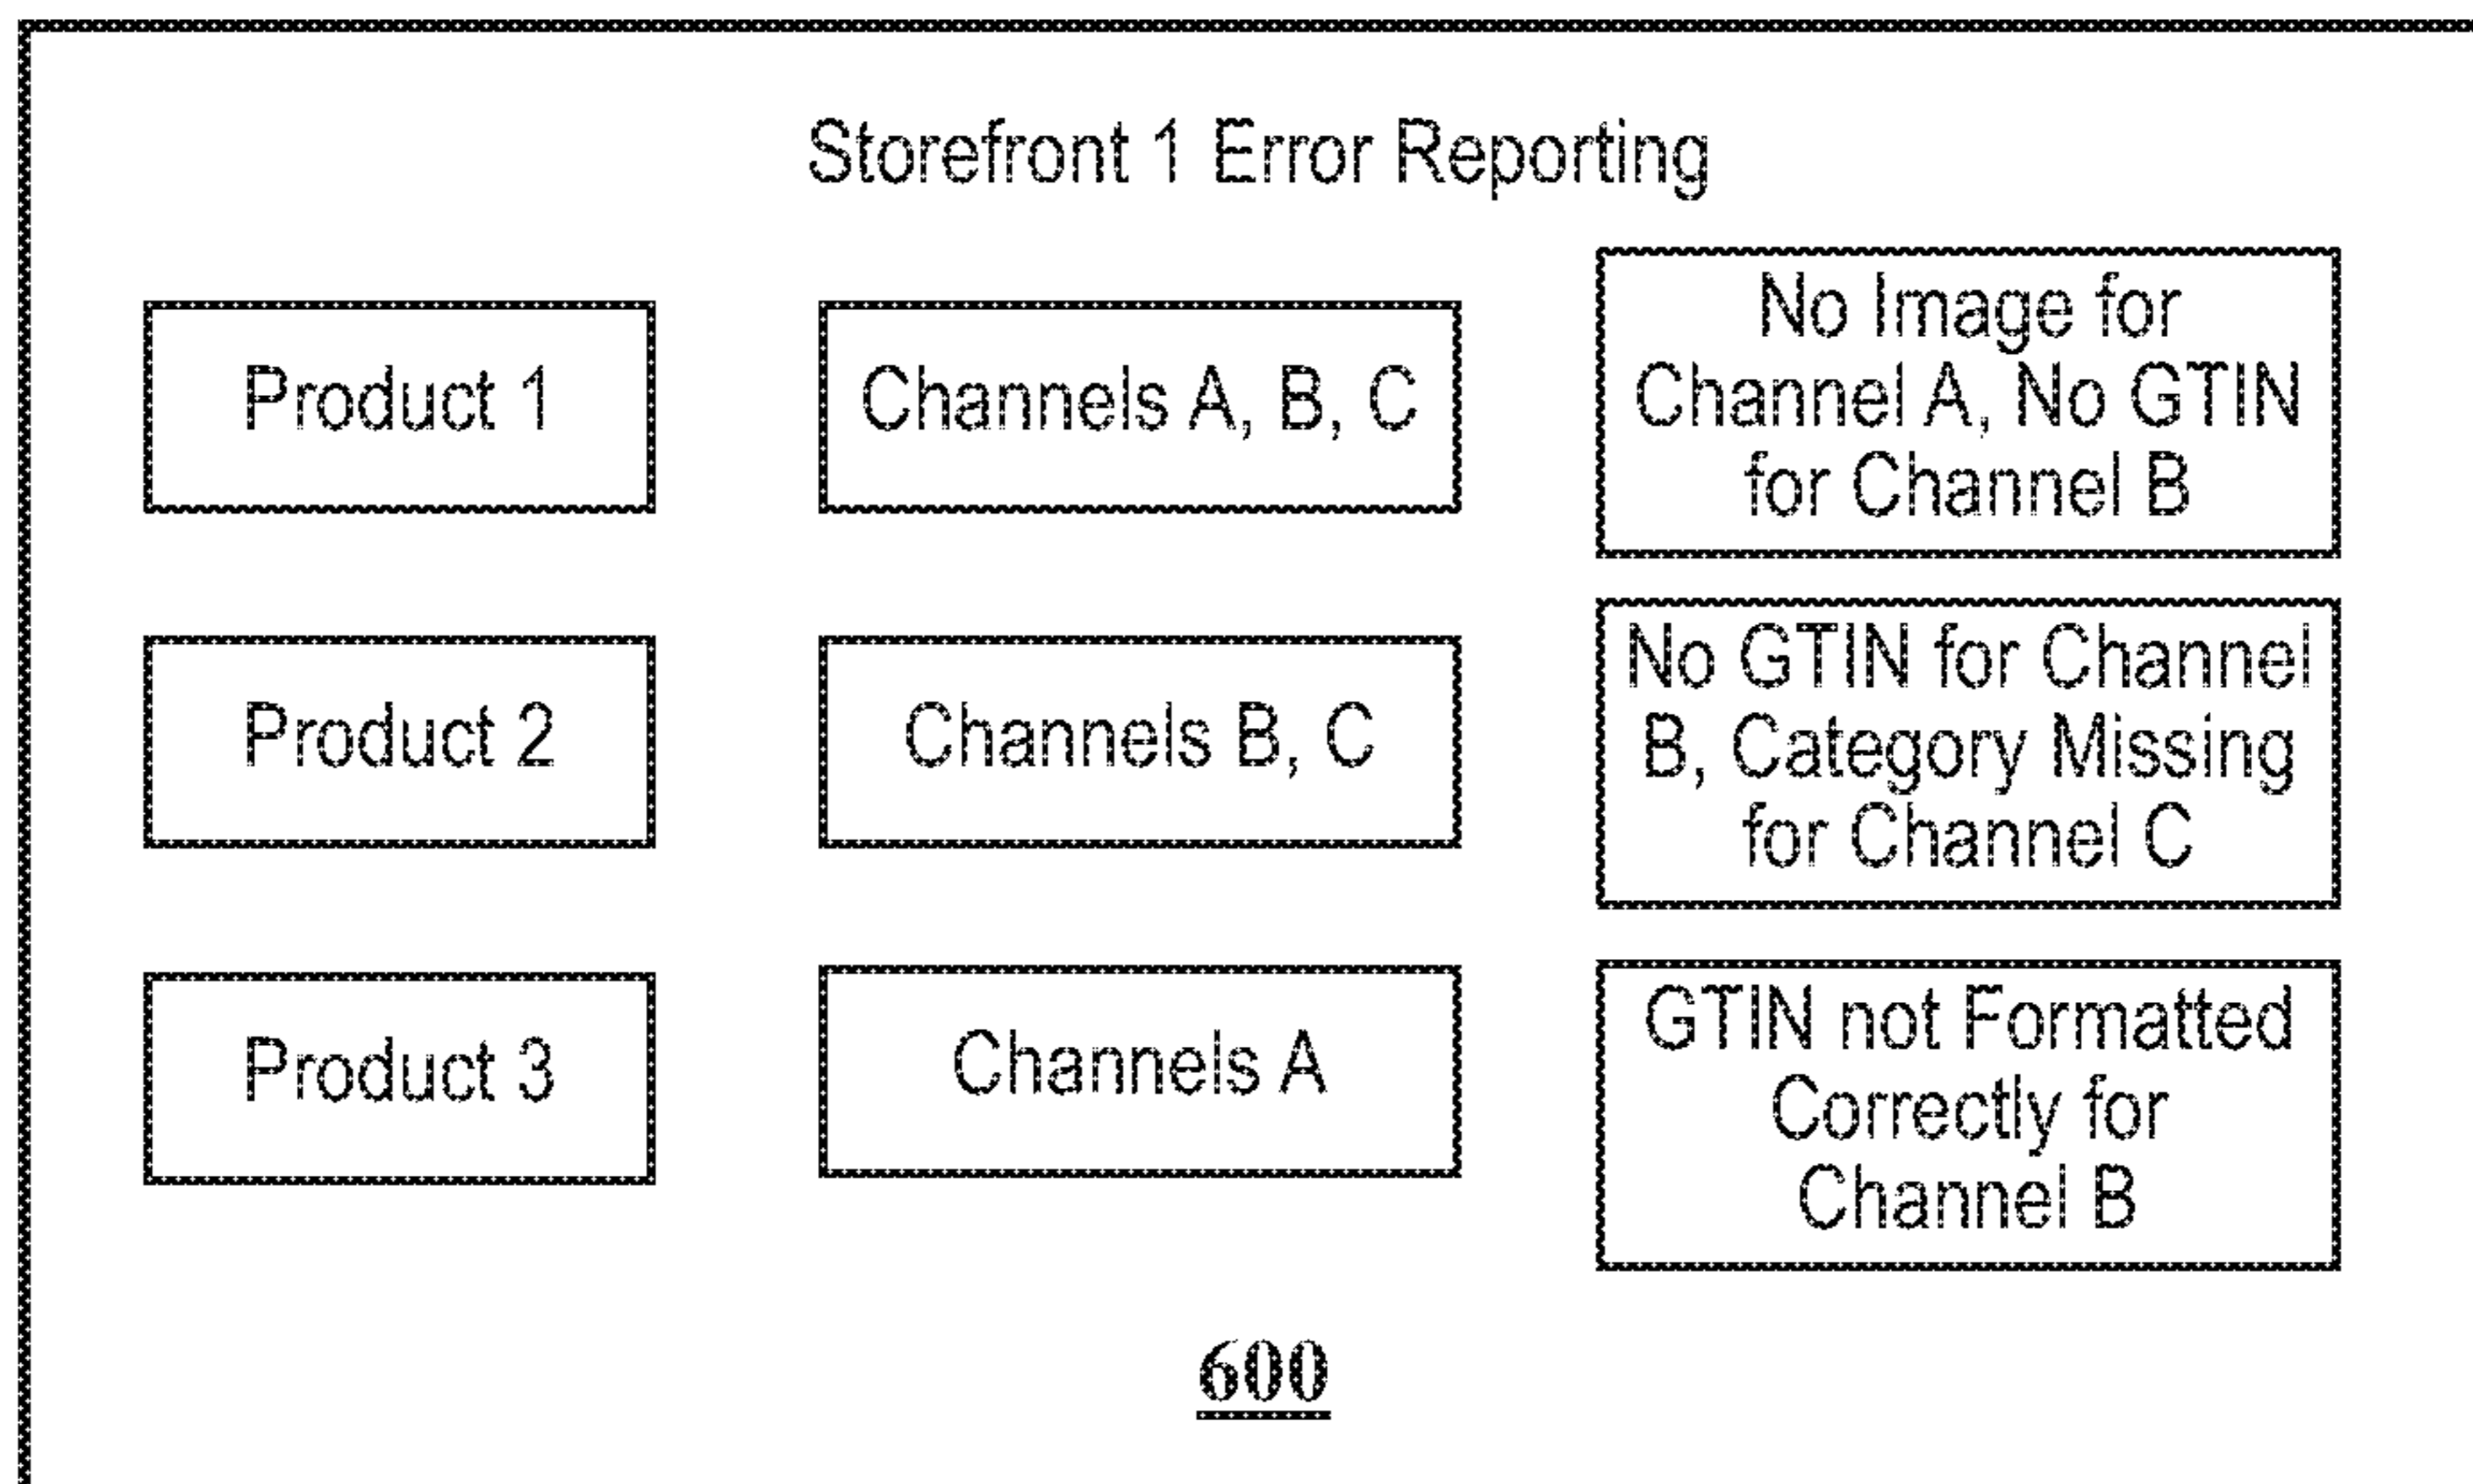 Storefront 1 Error Reporting
Product 1
Channels A, B, C
No Image for
Channel A, No GTIN
for Channel B
Product 2
Channels B, C
No GTIN for Channel
B, Category Missing
for Channel C
Product 3
Channels A
GTIN not Formatted
Correctly for
Channel B
600